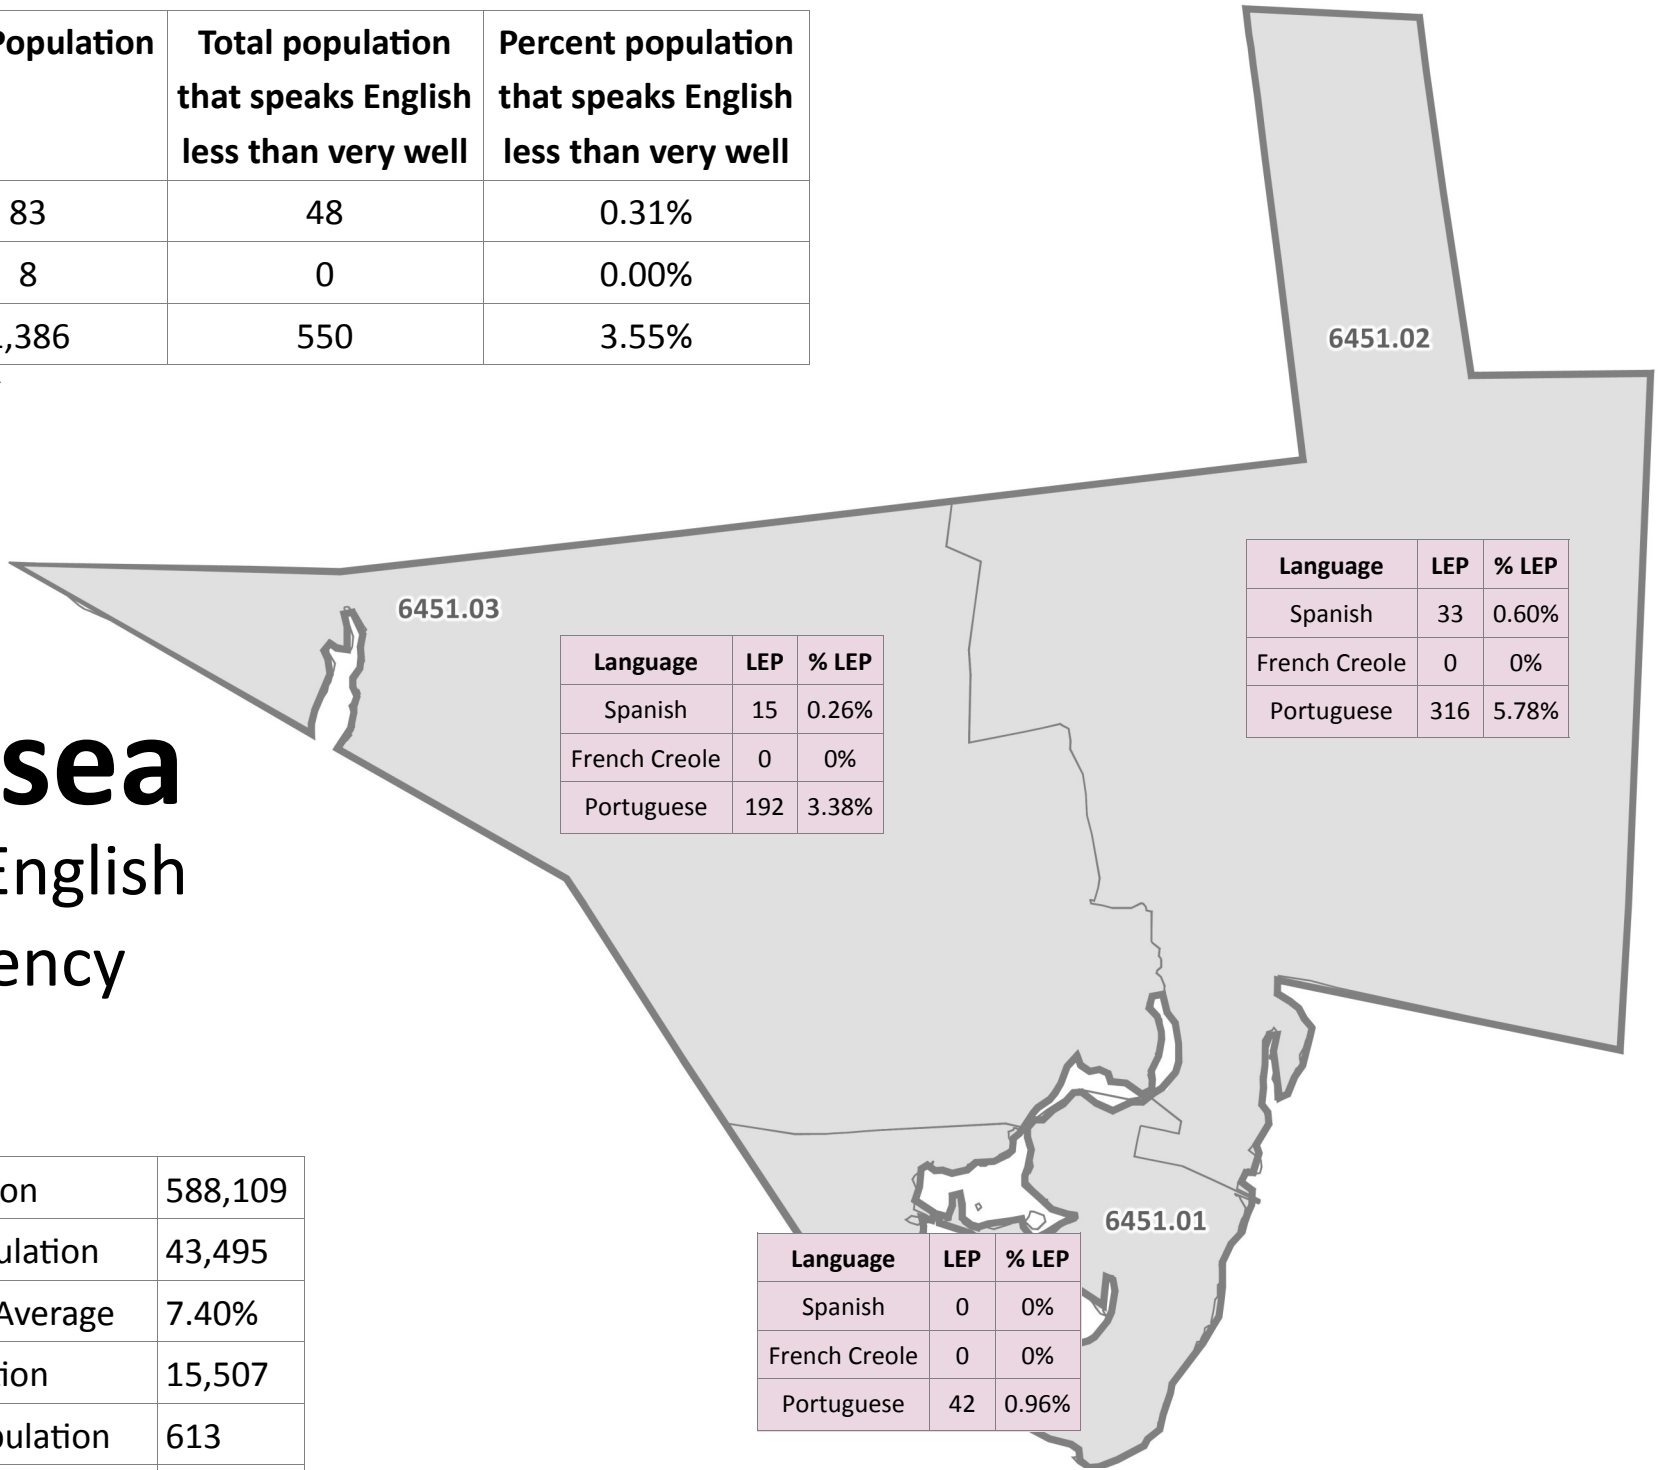 Population Total population Percent population
that speaks English that speaks English
less than very well less than very well
83 48 0.31%
8 0 0.00%
,386 550 3.55%
6451.02
6451.03
Language LEP % LEP
Spanish 33 0.60%
French Creole 0 0%
Portuguese 316 5.78%
Language LEP % LEP
Spanish 15 0.26%
French Creole 0 0%
Portuguese 192 3.38%
sea
English
ency
on 588,109
ulation 43,495
Average 7.40%
ion 15,507
pulation 613
6451.01
Language LEP % LEP
Spanish 0 0%
French Creole 0 0%
Portuguese 42 0.96%